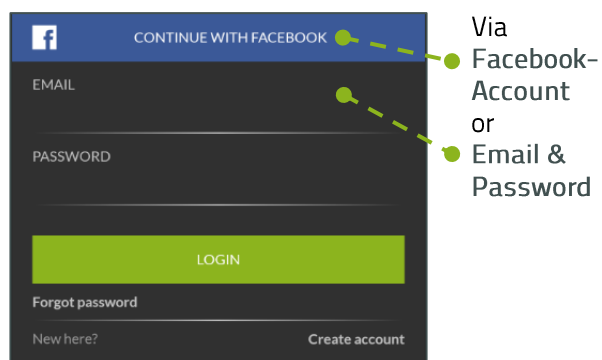 f CONTINUE WITH FACEBOOK
EMAIL
PASSWORD
LOGIN
Forgot password
New here? Create account
Via
Facebook-
Account
or
Email &
Password